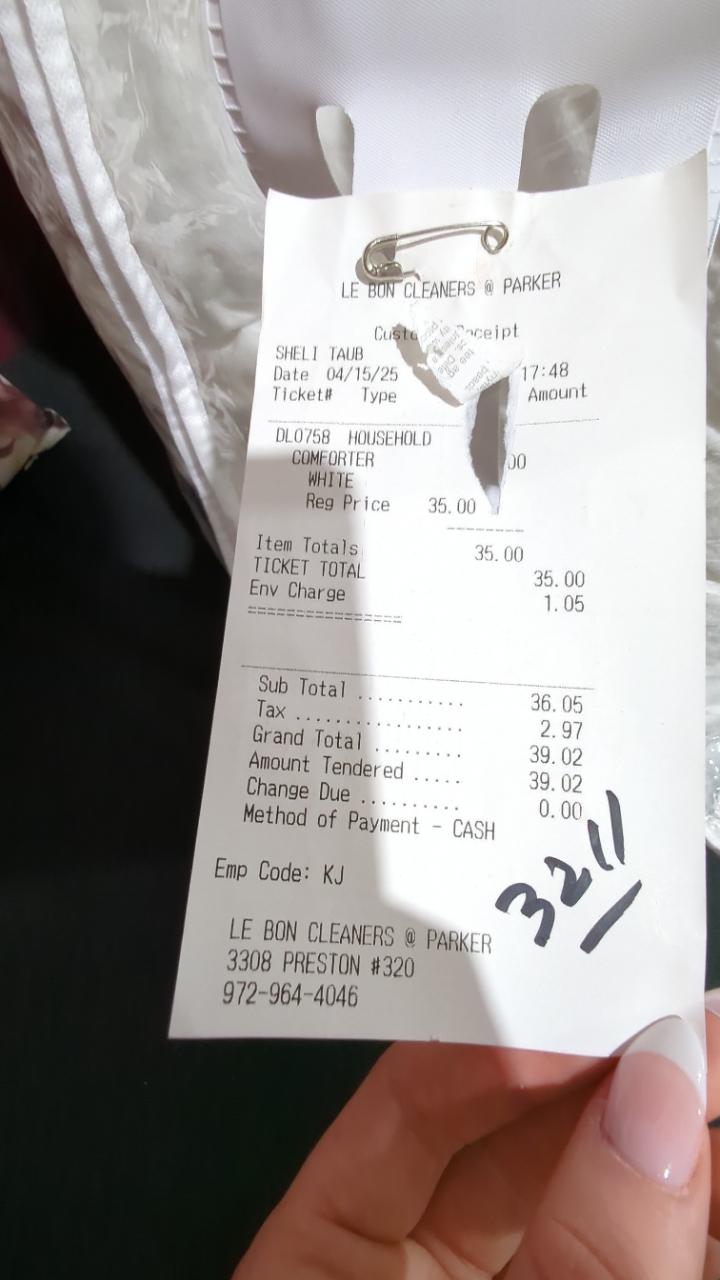 LE BON CLEANERS @ PARKER
SHELI TAUB
Date 04/15/25 17:48
Ticket# Type Amount
DL0758 HOUSEHOLD
COMFORTER
WHITE
Reg Price 35.00
Item Totals 35.00
TICKET TOTAL 35.00
Env Charge 1.05
Sub Total ........... 36.05
Tax ................. 2.97
Grand Total ......... 39.02
Amount Tendered ..... 39.02
Change Due .......... 0.00
Method of Payment - CASH
3211
Emp Code: KJ
LE BON CLEANERS @ PARKER
3308 PRESTON #320
972-964-4046